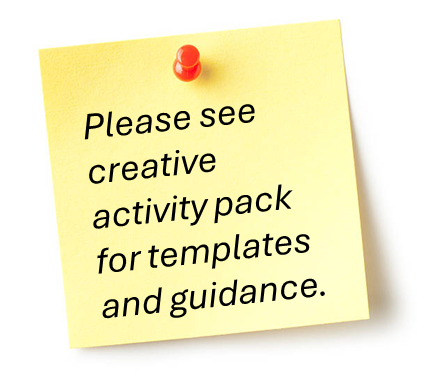 Please see
creative
activity pack
for templates
and guidance.